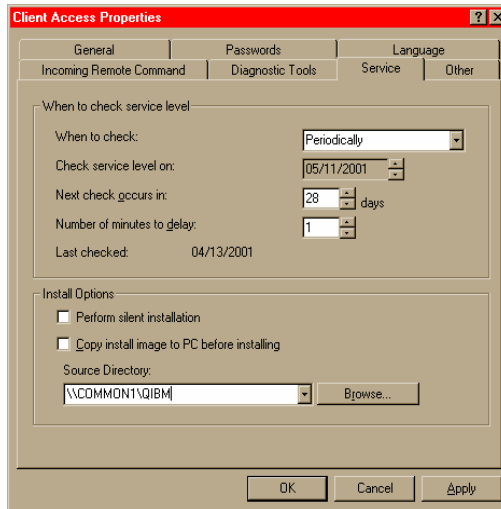 Client Access Properties
General Passwords Language
Incoming Remote Command Diagnostic Tools Service Other
When to check service level
When to check: Periodically
Check service level on: 05/11/2001
Next check occurs in: 28 days
Number of minutes to delay: 1
Last checked: 04/13/2001
Install Options
Perform silent installation
Copy install image to PC before installing
Source Directory:
\\COMMON1\QIBM Browse...
OK Cancel Apply